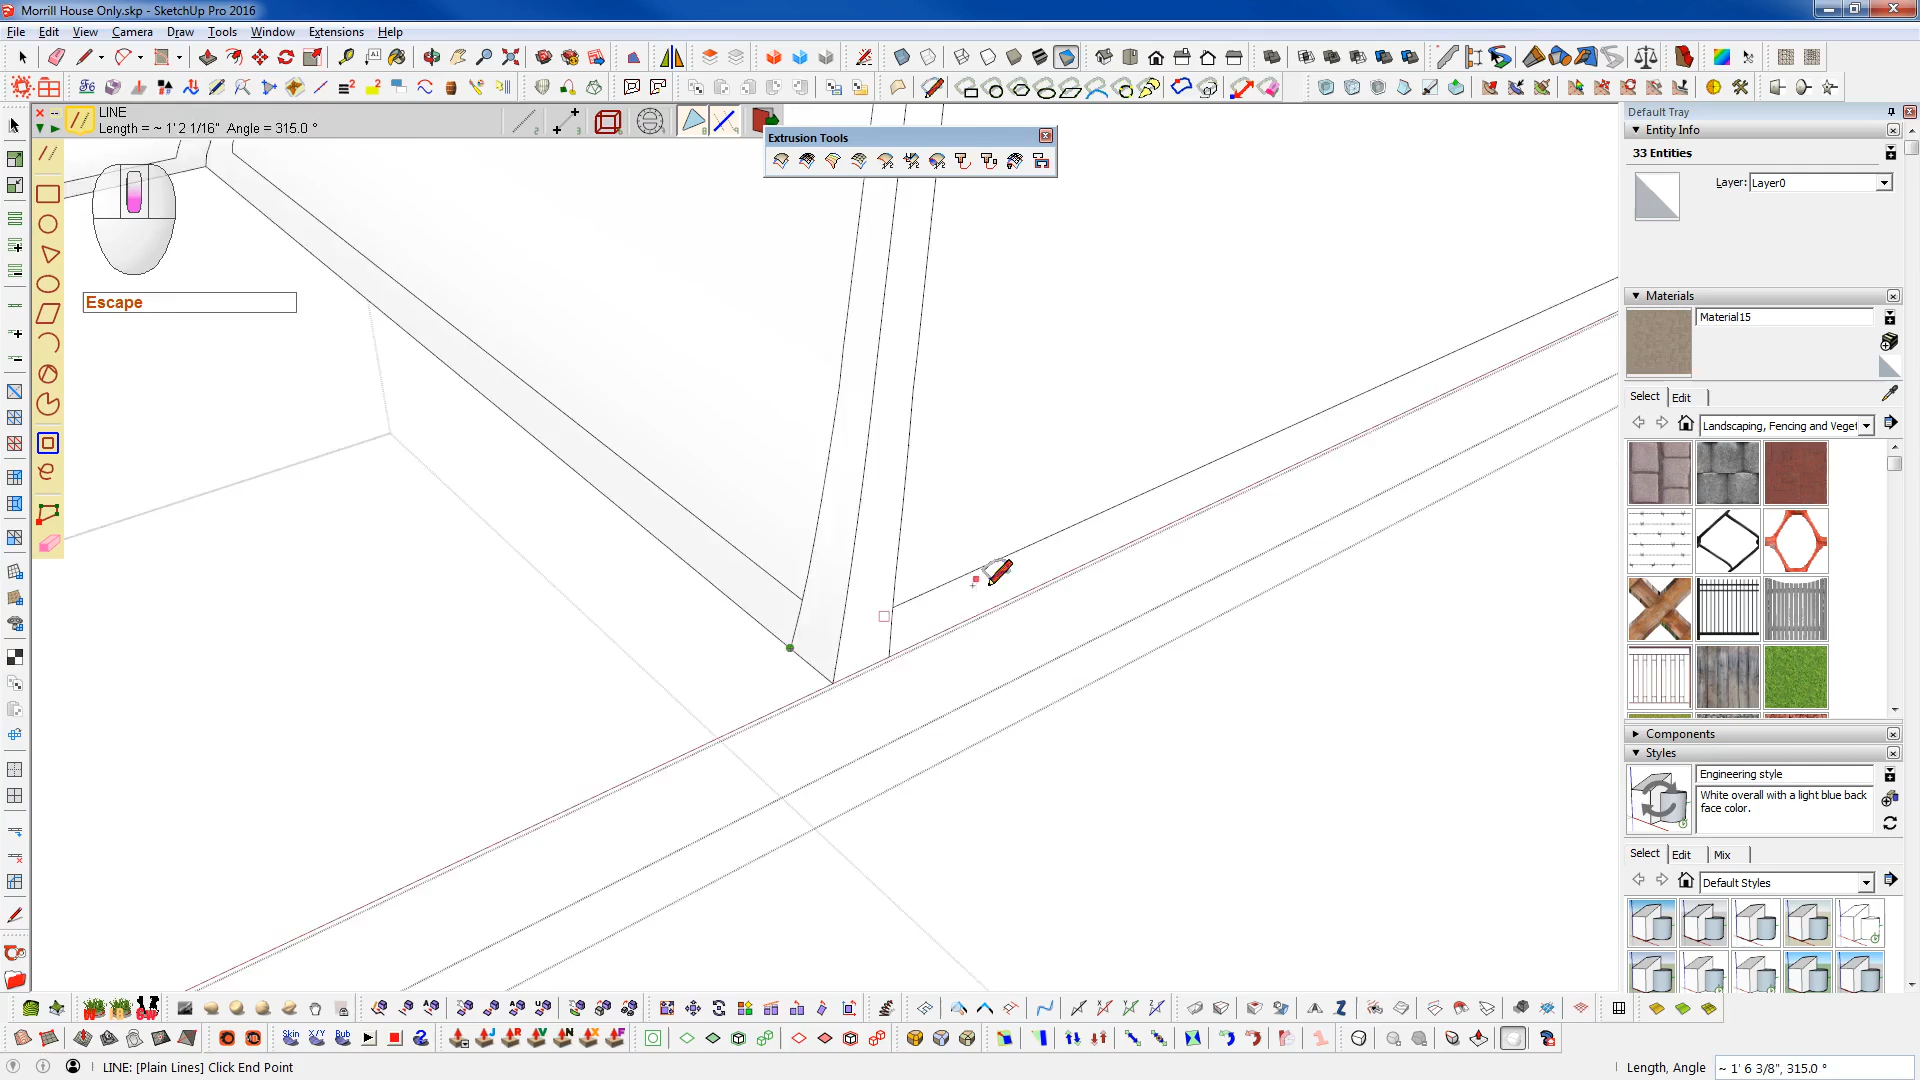 Morrill House Only.skp - SketchUp Pro 2016
File Edit View Camera Draw Tools Window Extensions Help
LINE
Length = ~ 1' 2 1/16" Angle = 315.0 °
Extrusion Tools
Escape
Default Tray
Entity Info
33 Entities
Layer: Layer0
Materials
Material15
Select Edit
Landscaping, Fencing and Veget
Components
Styles
Engineering style
White overall with a light blue back
face color.
Select Edit Mix
Default Styles
Skin X/Y Bub
LINE: [Plain Lines] Click End Point
Length, Angle ~ 1' 6 3/8", 315.0 °